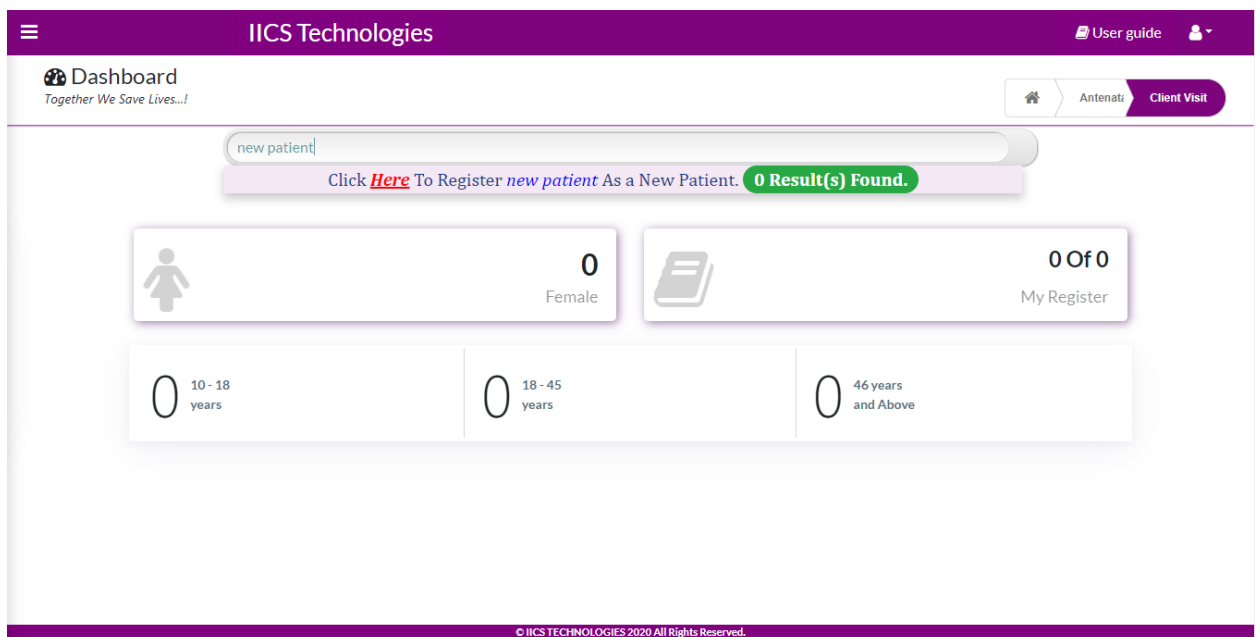 IICS Technologies
User guide
Dashboard
Together We Save Lives...!
Antenata
Client Visit
new patient
Click Here To Register new patient As a New Patient. 0 Result(s) Found.
0
Female
0 Of 0
My Register
0 10 - 18
years
0 18 - 45
years
0 46 years
and Above
© IICS TECHNOLOGIES 2020 All Rights Reserved.